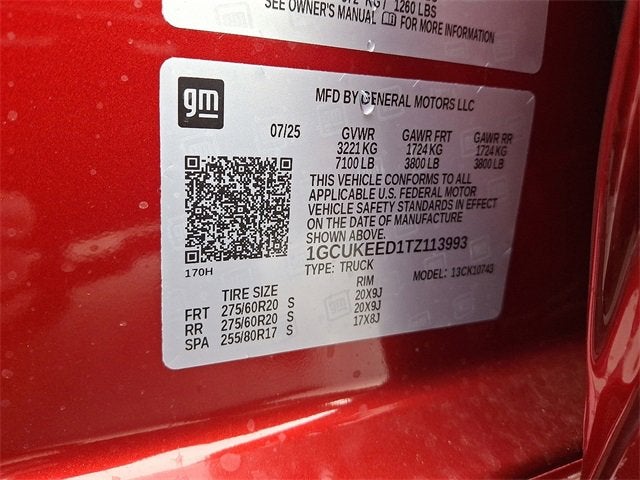 KG / 1260 LBS
SEE OWNER'S MANUAL FOR MORE INFORMATION
gm
MFD BY GENERAL MOTORS LLC
07/25 GVWR GAWR FRT GAWR RR
3221 KG 1724 KG 1724 KG
7100 LB 3800 LB 3800 LB
THIS VEHICLE CONFORMS TO ALL
APPLICABLE U.S. FEDERAL MOTOR
VEHICLE SAFETY STANDARDS IN EFFECT
ON THE DATE OF MANUFACTURE
SHOWN ABOVE.
1GCUKEED1TZ113993
170H TYPE: TRUCK MODEL: 13CK10743
TIRE SIZE RIM
FRT 275/60R20 S 20X9J
RR 275/60R20 S 20X9J
SPA 255/80R17 S 17X8J